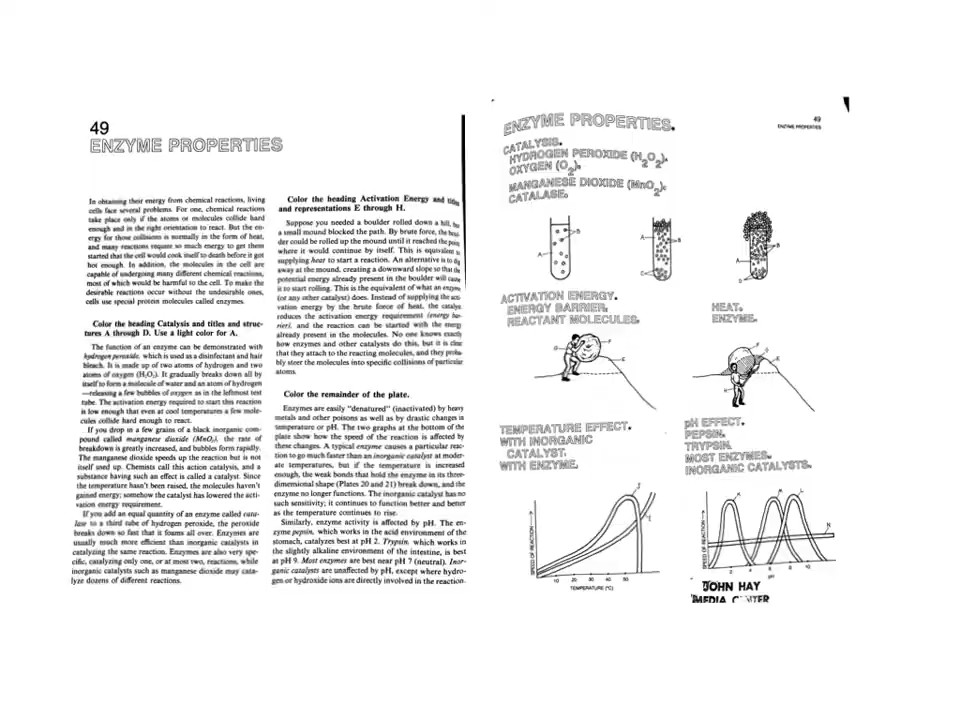 49
ENZYME PROPERTIES
In obtaining their energy from chemical reactions, living
cells face several problems. For one, chemical reactions
take place only if the atoms or molecules collide hard
enough and in the right orientation to react. But the en-
ergy for those collisions is normally in the form of heat,
and many reactions require so much energy to get them
started that the cell would cook itself to death before it got
hot enough. In addition, the molecules in the cell are
capable of undergoing many different chemical reactions,
most of which would be harmful to the cell. To make the
desirable reactions occur without the undesirable ones,
cells use special protein molecules called enzymes.
Color the heading Catalysis and titles and struc-
tures A through D. Use a light color for A.
The function of an enzyme can be demonstrated with
hydrogen peroxide, which is used as a disinfectant and hair
bleach. It is made up of two atoms of hydrogen and two
atoms of oxygen (H₂O₂). It gradually breaks down all by
itself to form a molecule of water and an atom of hydrogen
—releasing a few bubbles of oxygen as in the leftmost test
tube. The activation energy required to start this reaction
is low enough that even at cool temperatures a few mole-
cules collide hard enough to react.
If you drop in a few grains of a black inorganic com-
pound called manganese dioxide (MnO₂), the rate of
breakdown is greatly increased, and bubbles form rapidly.
The manganese dioxide speeds up the reaction but is not
itself used up. Chemists call this action catalysis, and a
substance having such an effect is called a catalyst. Since
the temperature hasn't been raised, the molecules haven't
gained energy; somehow the catalyst has lowered the acti-
vation energy requirement.
If you add an equal quantity of an enzyme called cata-
lase to a third tube of hydrogen peroxide, the peroxide
breaks down so fast that it foams all over. Enzymes are
usually much more efficient than inorganic catalysts in
catalyzing the same reaction. Enzymes are also very spe-
cific, catalyzing only one, or at most two, reactions, while
inorganic catalysts such as manganese dioxide may cata-
lyze dozens of different reactions.
Color the heading Activation Energy and titles
and representations E through H.
Suppose you needed a boulder rolled down a hill, but
a small mound blocked the path. By brute force, the boul-
der could be rolled up the mound until it reached the point
where it would continue by itself. This is equivalent to
supplying heat to start a reaction. An alternative is to dig
away at the mound, creating a downward slope so that the
potential energy already present in the boulder will cause
it to start rolling. This is the equivalent of what an enzyme
(or any other catalyst) does. Instead of supplying the acti-
vation energy by the brute force of heat, the catalyst
reduces the activation energy requirement (energy bar-
rier), and the reaction can be started with the energy
already present in the molecules. No one knows exactly
how enzymes and other catalysts do this, but it is clear
that they attach to the reacting molecules, and they proba-
bly steer the molecules into specific collisions of particular
atoms.
Color the remainder of the plate.
Enzymes are easily "denatured" (inactivated) by heavy
metals and other poisons as well as by drastic changes in
temperature or pH. The two graphs at the bottom of the
plate show how the speed of the reaction is affected by
these changes. A typical enzyme causes a particular reac-
tion to go much faster than an inorganic catalyst at moder-
ate temperatures, but if the temperature is increased
enough, the weak bonds that hold the enzyme in its three-
dimensional shape (Plates 20 and 21) break down, and the
enzyme no longer functions. The inorganic catalyst has no
such sensitivity; it continues to function better and better
as the temperature continues to rise.
Similarly, enzyme activity is affected by pH. The en-
zyme pepsin, which works in the acid environment of the
stomach, catalyzes best at pH 2. Trypsin, which works in
the slightly alkaline environment of the intestine, is best
at pH 9. Most enzymes are best near pH 7 (neutral). Inor-
ganic catalysts are unaffected by pH, except where hydro-
gen or hydroxide ions are directly involved in the reaction.
49
ENZYME PROPERTIES
ENZYME PROPERTIES.
CATALYSIS.
HYDROGEN PEROXIDE (H₂O₂).
OXYGEN (O₂).
MANGANESE DIOXIDE (MnO₂).
CATALASE.
A
B
A
B
C
B
A
D
ACTIVATION ENERGY.
ENERGY BARRIER.
REACTANT MOLECULES.
HEAT.
ENZYME.
G
F
E
F
E
TEMPERATURE EFFECT.
WITH INORGANIC
CATALYST.
WITH ENZYME.
pH EFFECT.
PEPSIN.
TRYPSIN.
MOST ENZYMES.
INORGANIC CATALYSTS.
SPEED OF REACTION
10 20 30 40 50
TEMPERATURE (°C)
SPEED OF REACTION
K
M
L
N
2 4 6 8 10
pH
JOHN HAY
MEDIA CENTER